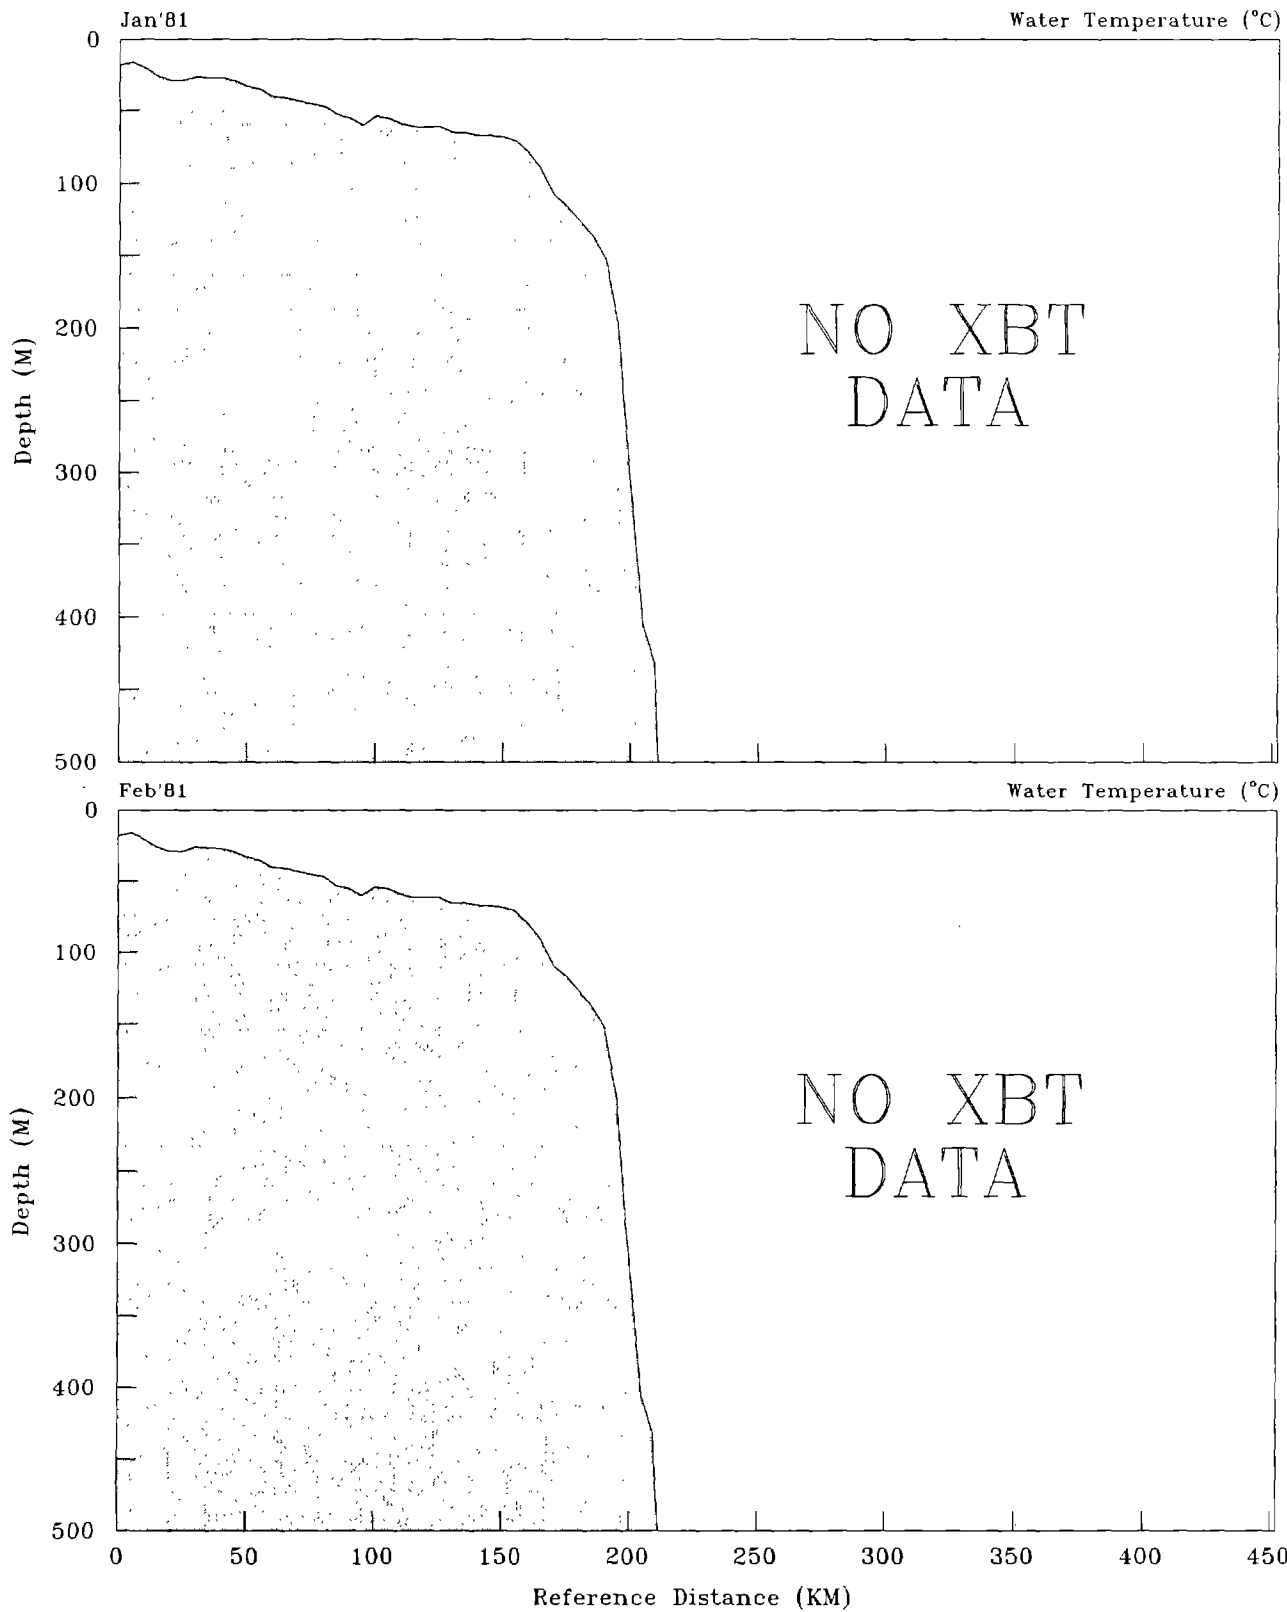 Jan'81 Water Temperature (°C)
0
100
200
300
400
500
Depth (M)
NO XBT
DATA
Feb'81 Water Temperature (°C)
0
100
200
300
400
500
Depth (M)
NO XBT
DATA
0 50 100 150 200 250 300 350 400 450
Reference Distance (KM)